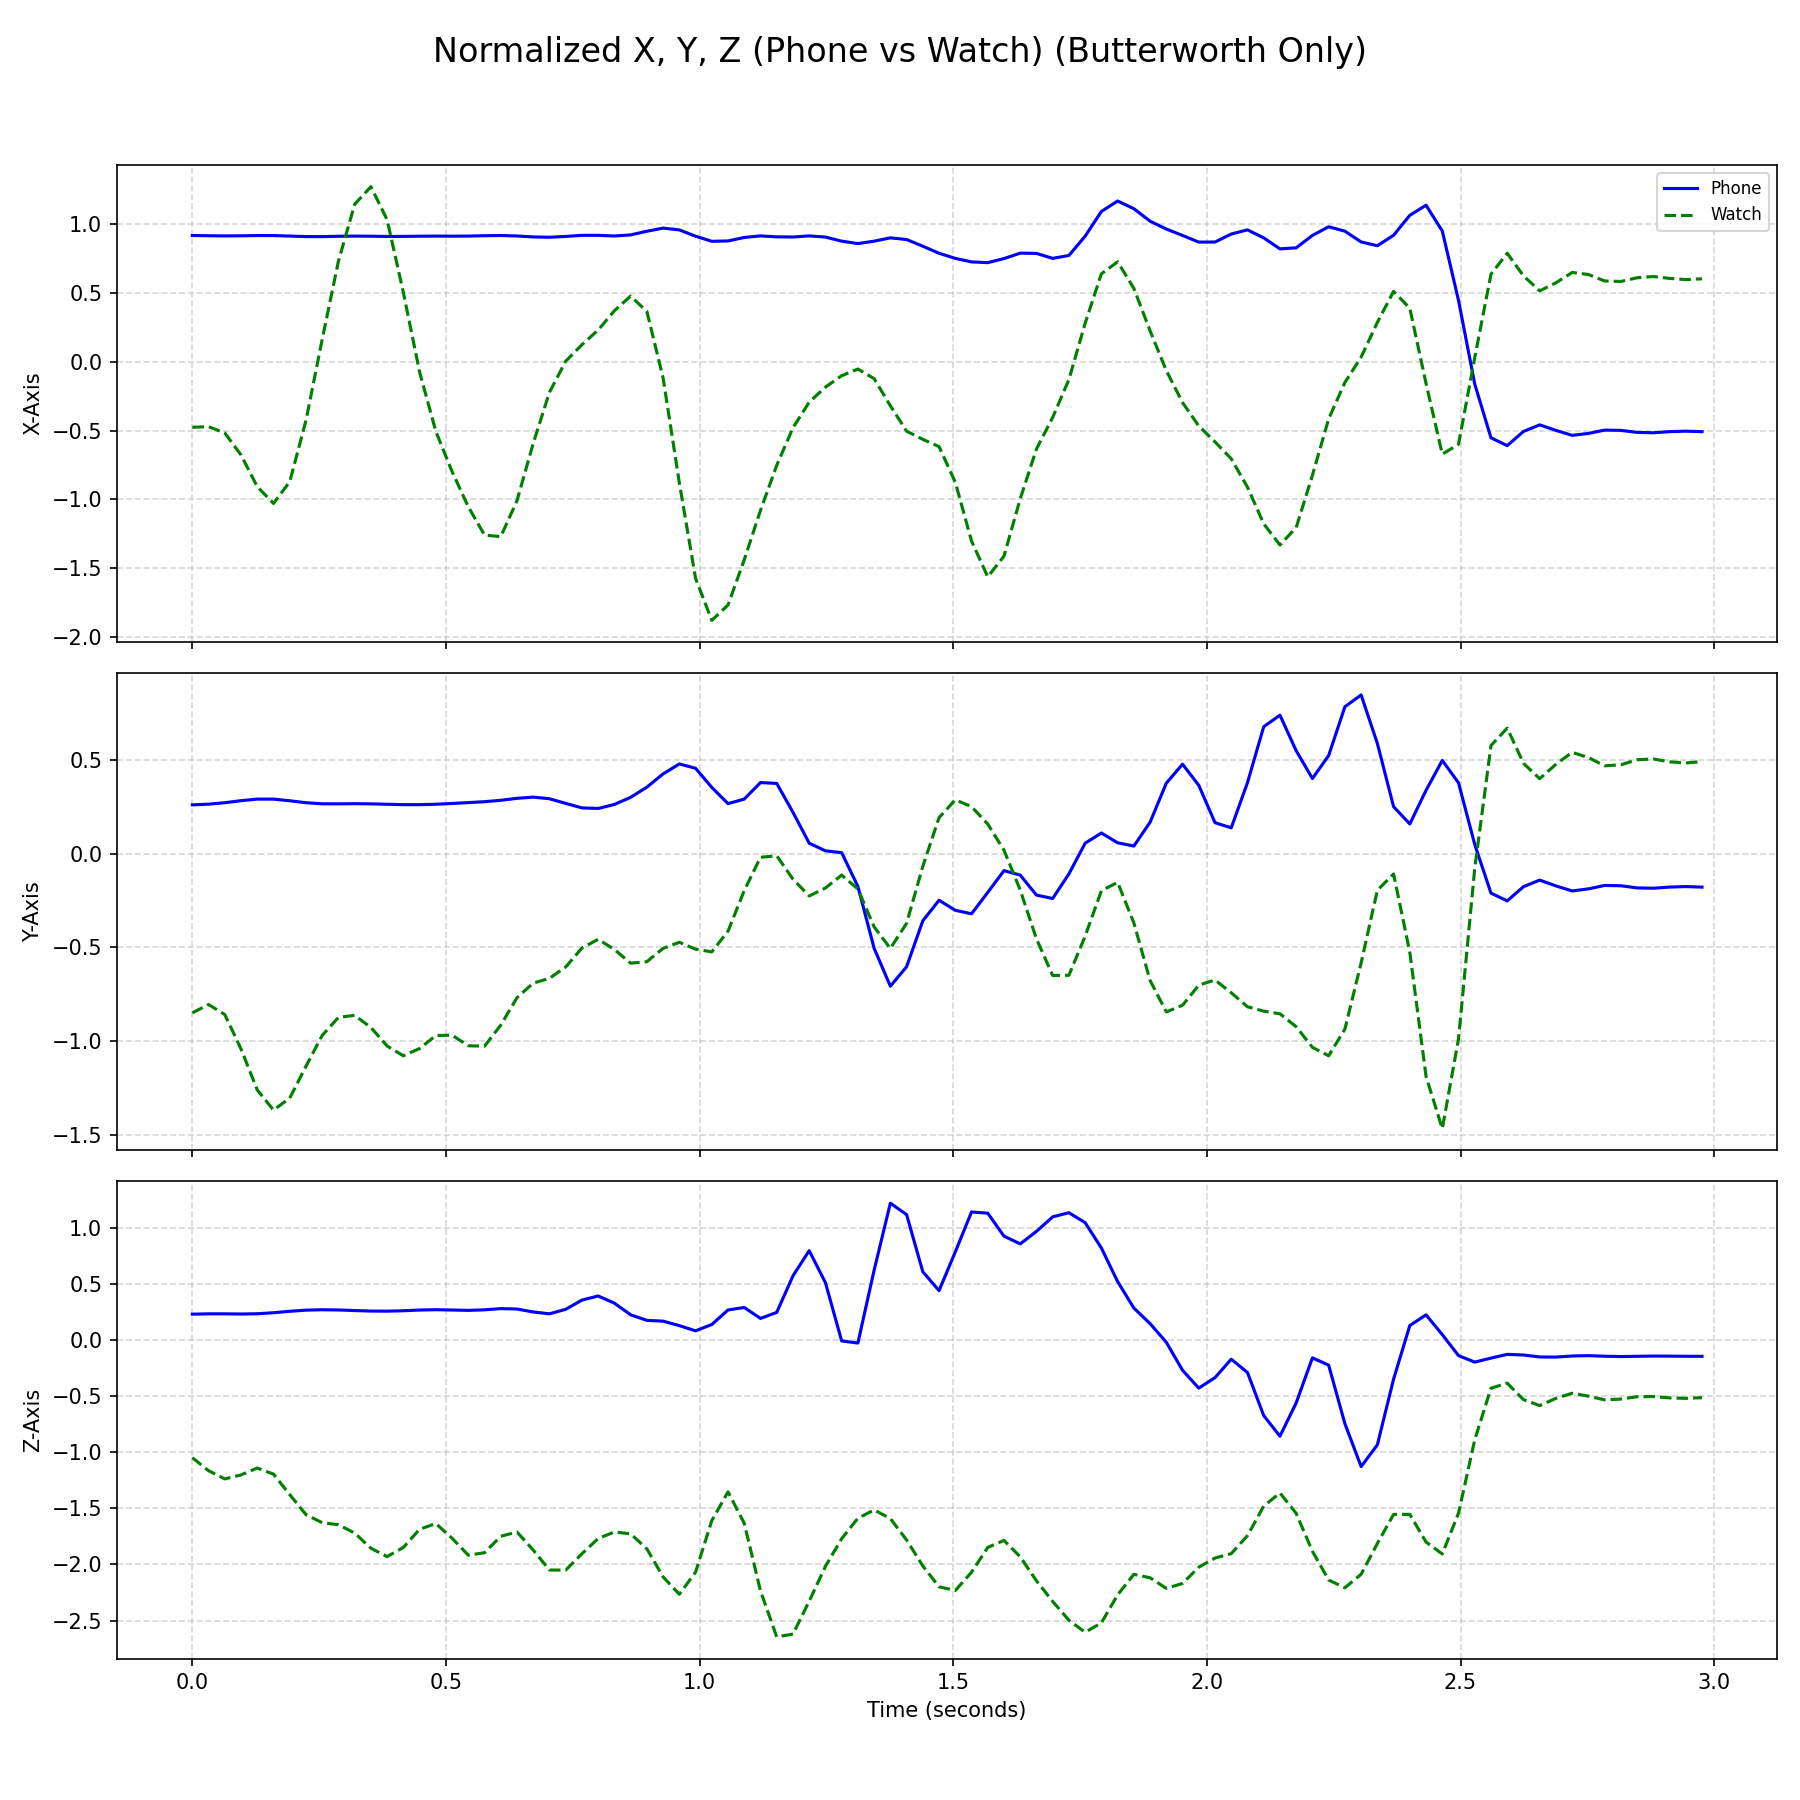 Normalized X, Y, Z (Phone vs Watch) (Butterworth Only)
Phone
Watch
X-Axis
1.0
0.5
0.0
−0.5
−1.0
−1.5
−2.0
Y-Axis
0.5
0.0
−0.5
−1.0
−1.5
Z-Axis
1.0
0.5
0.0
−0.5
−1.0
−1.5
−2.0
−2.5
0.0 0.5 1.0 1.5 2.0 2.5 3.0
Time (seconds)